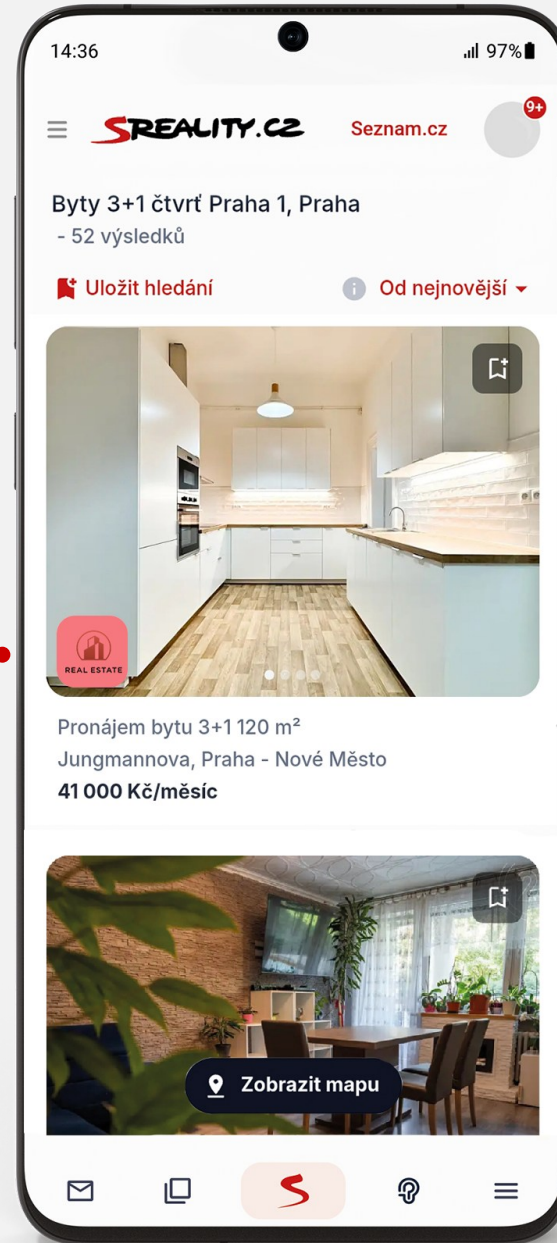 14:36
97%
SREALITY.CZ
Seznam.cz
9+
Byty 3+1 čtvrť Praha 1, Praha
- 52 výsledků
Uložit hledání
i
Od nejnovější
REAL ESTATE
Pronájem bytu 3+1 120 m²
Jungmannova, Praha - Nové Město
41 000 Kč/měsíc
Zobrazit mapu
S